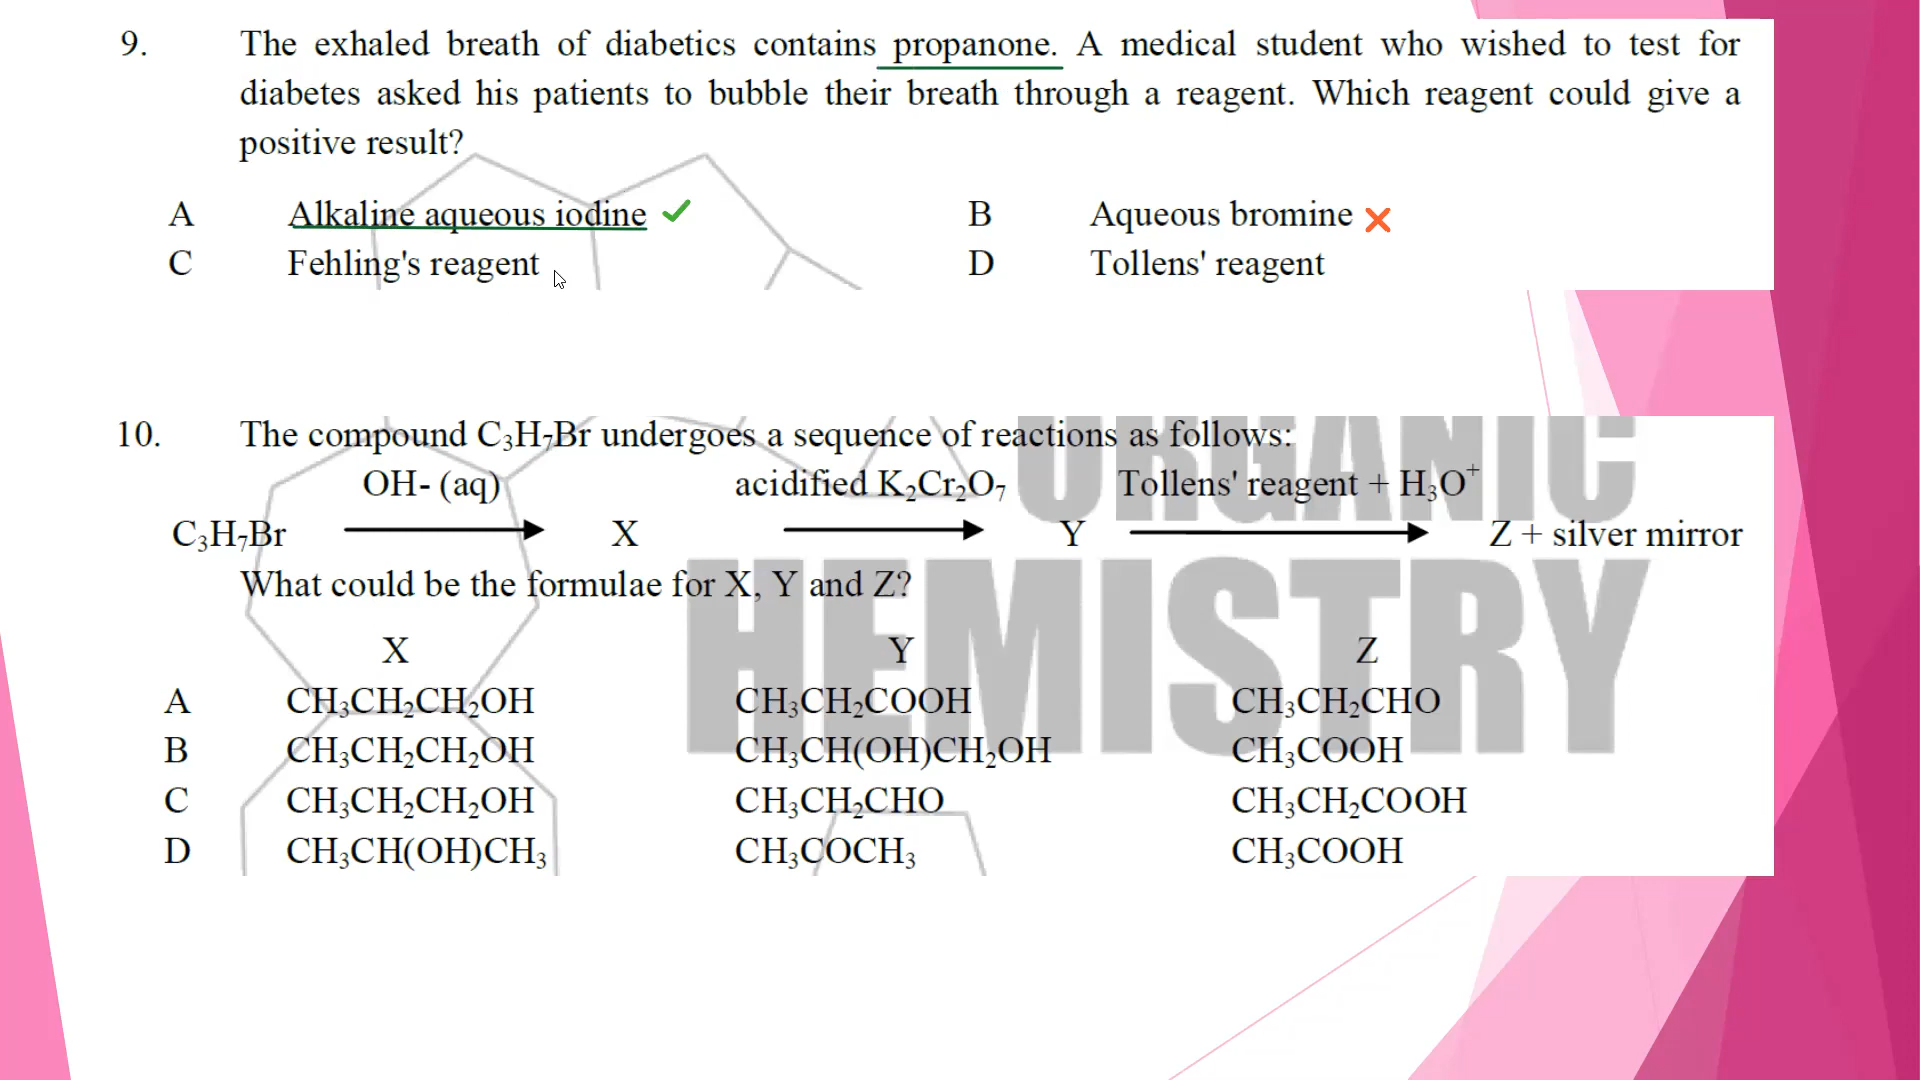 9. The exhaled breath of diabetics contains propanone. A medical student who wished to test for
diabetes asked his patients to bubble their breath through a reagent. Which reagent could give a
positive result?
A Alkaline aqueous iodine B Aqueous bromine
C Fehling's reagent D Tollens' reagent
ORGANIC
10. The compound C₃H₇Br undergoes a sequence of reactions as follows:
OH- (aq) acidified K₂Cr₂O₇ Tollens' reagent + H₃O⁺
C₃H₇Br X Y Z + silver mirror
HEMISTRY
What could be the formulae for X, Y and Z?
X Y Z
A CH₃CH₂CH₂OH CH₃CH₂COOH CH₃CH₂CHO
B CH₃CH₂CH₂OH CH₃CH(OH)CH₂OH CH₃COOH
C CH₃CH₂CH₂OH CH₃CH₂CHO CH₃CH₂COOH
D CH₃CH(OH)CH₃ CH₃COCH₃ CH₃COOH